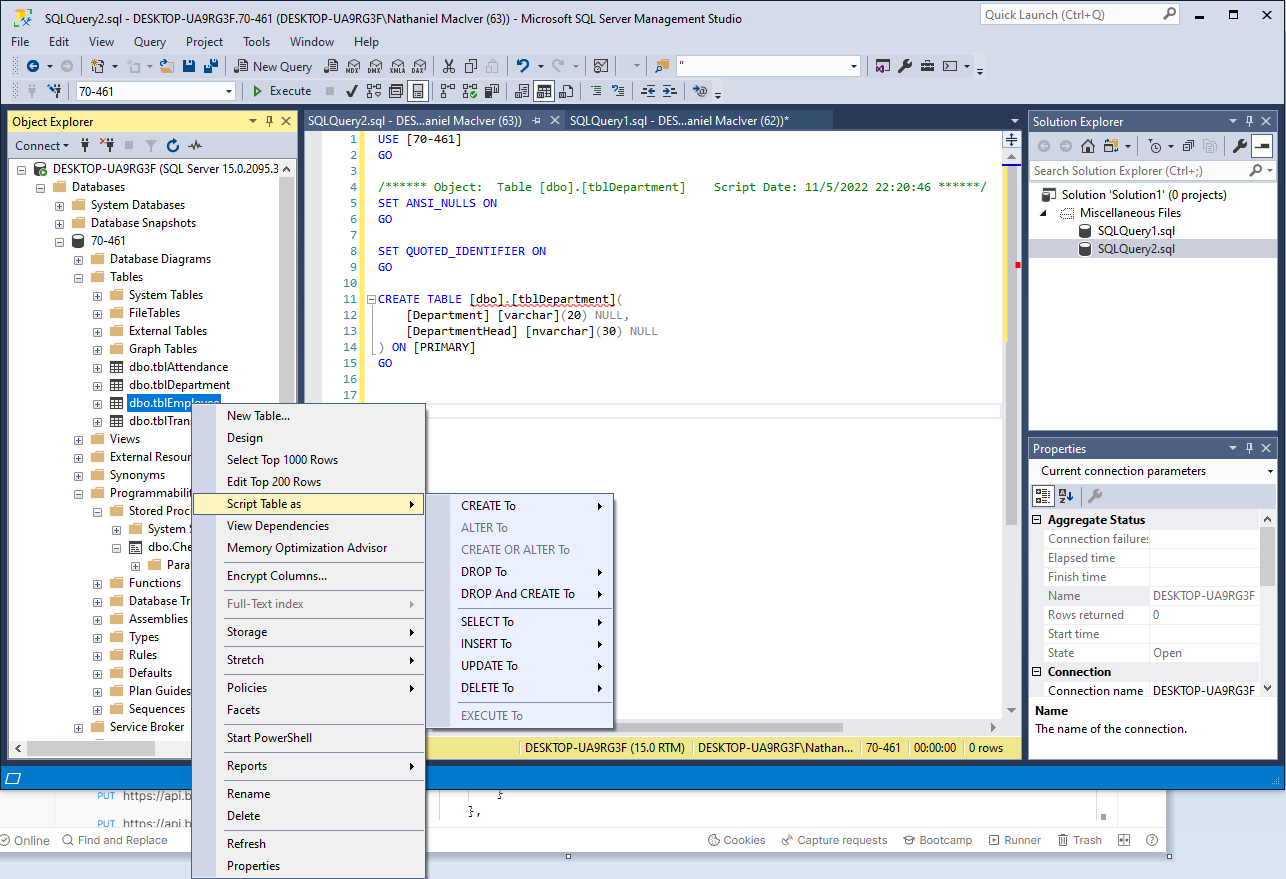 SQLQuery2.sql - DESKTOP-UA9RG3F.70-461 (DESKTOP-UA9RG3F\Nathaniel MacIver (63)) - Microsoft SQL Server Management Studio
Quick Launch (Ctrl+Q)
File Edit View Query Project Tools Window Help
New Query MDX DMX XMLA DAX "
70-461 Execute
Object Explorer
Connect
DESKTOP-UA9RG3F (SQL Server 15.0.2095.3
Databases
System Databases
Database Snapshots
70-461
Database Diagrams
Tables
System Tables
FileTables
External Tables
Graph Tables
dbo.tblAttendance
dbo.tblDepartment
dbo.tblEmployee
dbo.tblTran
Views
External Resour
Synonyms
Programmabilit
Stored Proc
System S
dbo.Che
Para
Functions
Database Tr
Assemblies
Types
Rules
Defaults
Plan Guides
Sequences
Service Broker
SQLQuery2.sql - DES...aniel MacIver (63)) SQLQuery1.sql - DES...aniel MacIver (62))*
1 USE [70-461]
2 GO
3
4 /****** Object:  Table [dbo].[tblDepartment]    Script Date: 11/5/2022 22:20:46 ******/
5 SET ANSI_NULLS ON
6 GO
7
8 SET QUOTED_IDENTIFIER ON
9 GO
10
11 CREATE TABLE [dbo].[tblDepartment](
12 [Department] [varchar](20) NULL,
13 [DepartmentHead] [nvarchar](30) NULL
14 ) ON [PRIMARY]
15 GO
16
17
New Table...
Design
Select Top 1000 Rows
Edit Top 200 Rows
Script Table as
View Dependencies
Memory Optimization Advisor
Encrypt Columns...
Full-Text index
Storage
Stretch
Policies
Facets
Start PowerShell
Reports
Rename
Delete
Refresh
Properties
CREATE To
ALTER To
CREATE OR ALTER To
DROP To
DROP And CREATE To
SELECT To
INSERT To
UPDATE To
DELETE To
EXECUTE To
DESKTOP-UA9RG3F (15.0 RTM) DESKTOP-UA9RG3F\Nathan... 70-461 00:00:00 0 rows
Solution Explorer
Search Solution Explorer (Ctrl+;)
Solution 'Solution1' (0 projects)
Miscellaneous Files
SQLQuery1.sql
SQLQuery2.sql
Properties
Current connection parameters
Aggregate Status
Connection failures
Elapsed time
Finish time
Name DESKTOP-UA9RG3F
Rows returned 0
Start time
State Open
Connection
Connection name DESKTOP-UA9RG3F
Name
The name of the connection.
PUT https://api.b
}
},
PUT https://api.b
Online Find and Replace Cookies Capture requests Bootcamp Runner Trash